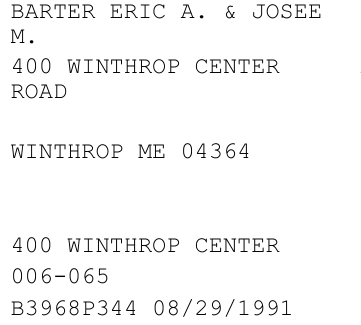 BARTER ERIC A. & JOSEE
M.
400 WINTHROP CENTER
ROAD
WINTHROP ME 04364
400 WINTHROP CENTER
006-065
B3968P344 08/29/1991